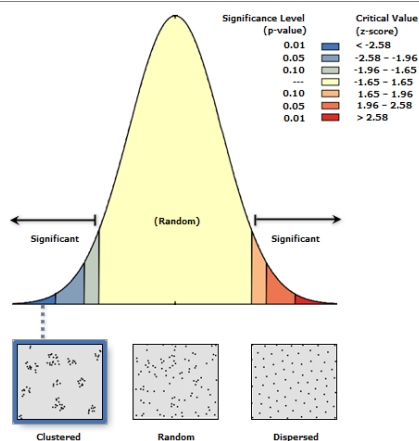 Significance Level Critical Value
(p-value) (z-score)
0.01 < -2.58
0.05 -2.58 – -1.96
0.10 -1.96 – -1.65
--- -1.65 – 1.65
0.10 1.65 – 1.96
0.05 1.96 – 2.58
0.01 > 2.58
(Random)
Significant Significant
Clustered Random Dispersed